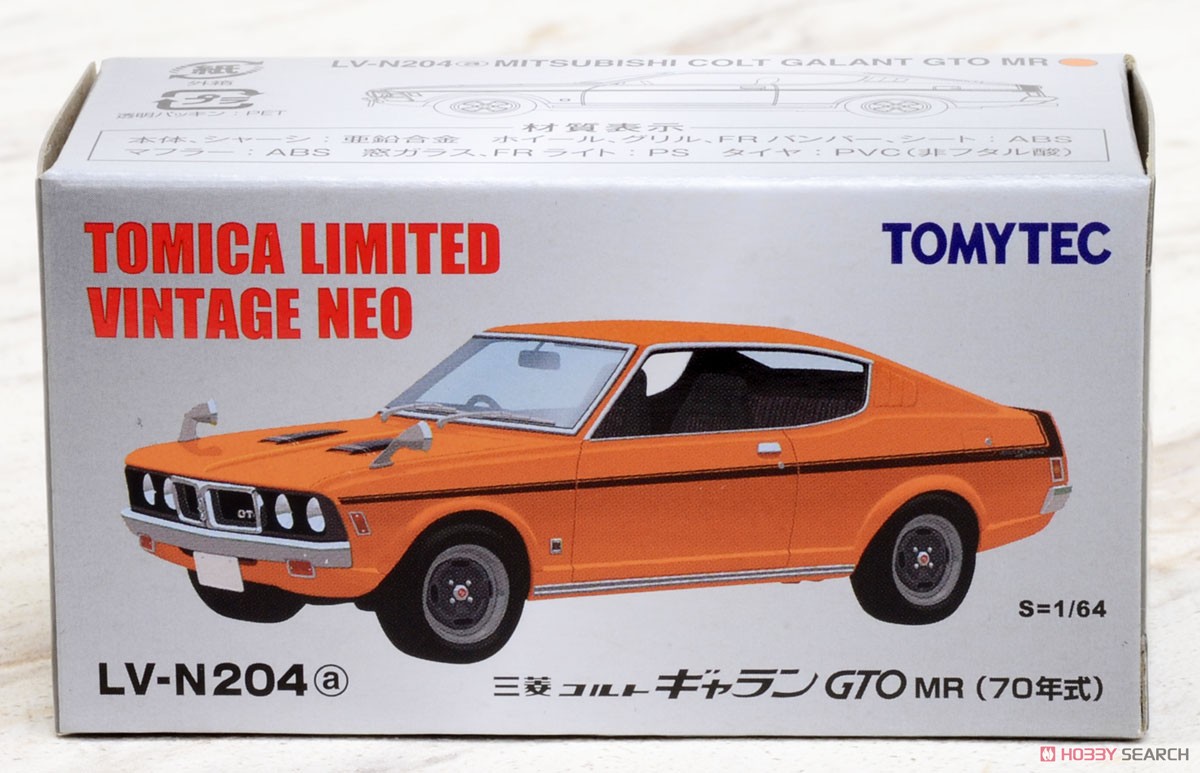 紙
外箱
プラ
透明パッキン:PET
LV-N204ⓐ MITSUBISHI COLT GALANT GTO MR
材質表示
本体、シャーシ:亜鉛合金 ホイール、グリル、FRバンパー、シート:ABS
マフラー:ABS 窓ガラス、FRライト:PS タイヤ:PVC(非フタル酸)
TOMICA LIMITED
VINTAGE NEO
TOMYTEC
GT
S=1/64
LV-N204ⓐ
三菱コルトギャランGTO MR(70年式)
HOBBY SEARCH